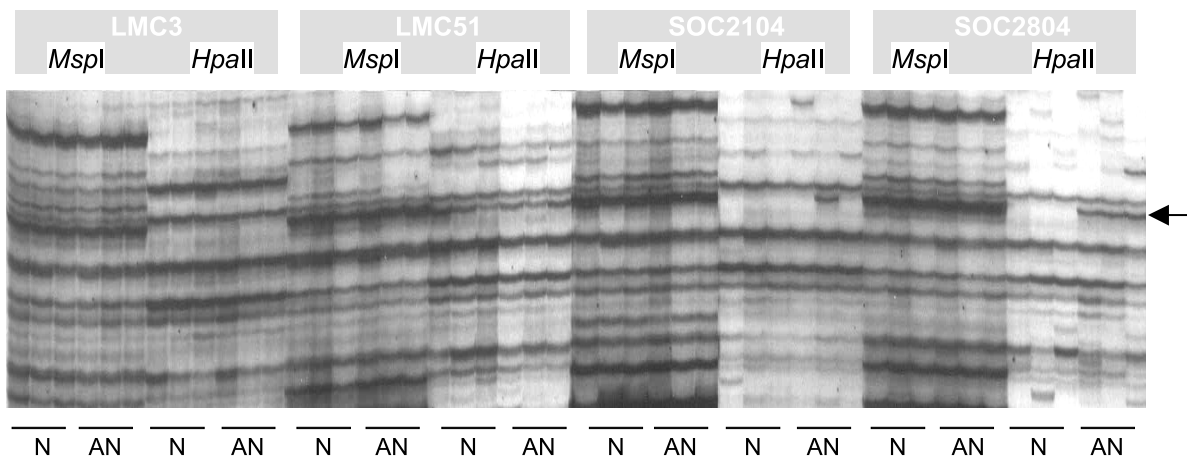 LMC3 LMC51 SOC2104 SOC2804
MspI HpaII MspI HpaII MspI HpaII MspI HpaII
N AN N AN N AN N AN N AN N AN N AN N AN